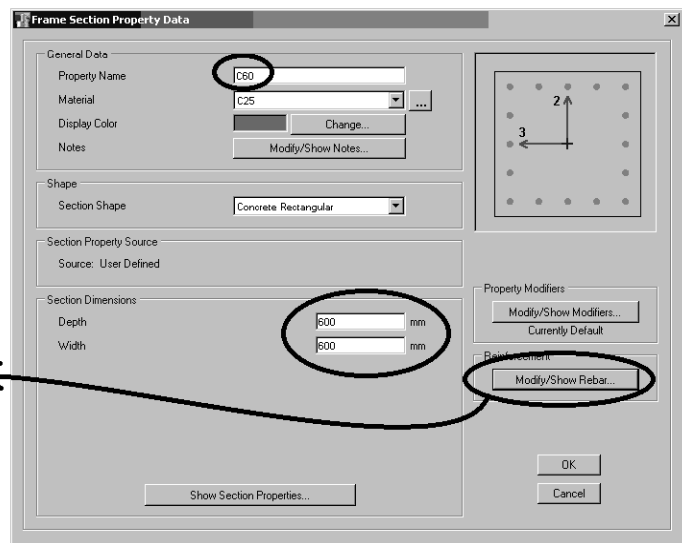 Frame Section Property Data
General Data
Property Name C60
Material C25 ...
Display Color Change...
Notes Modify/Show Notes...
Shape
Section Shape Concrete Rectangular
Section Property Source
Source: User Defined
Section Dimensions
Depth 600 mm
Width 600 mm
Show Section Properties...
2
3
Property Modifiers
Modify/Show Modifiers...
Currently Default
Reinforcement
Modify/Show Rebar...
OK
Cancel